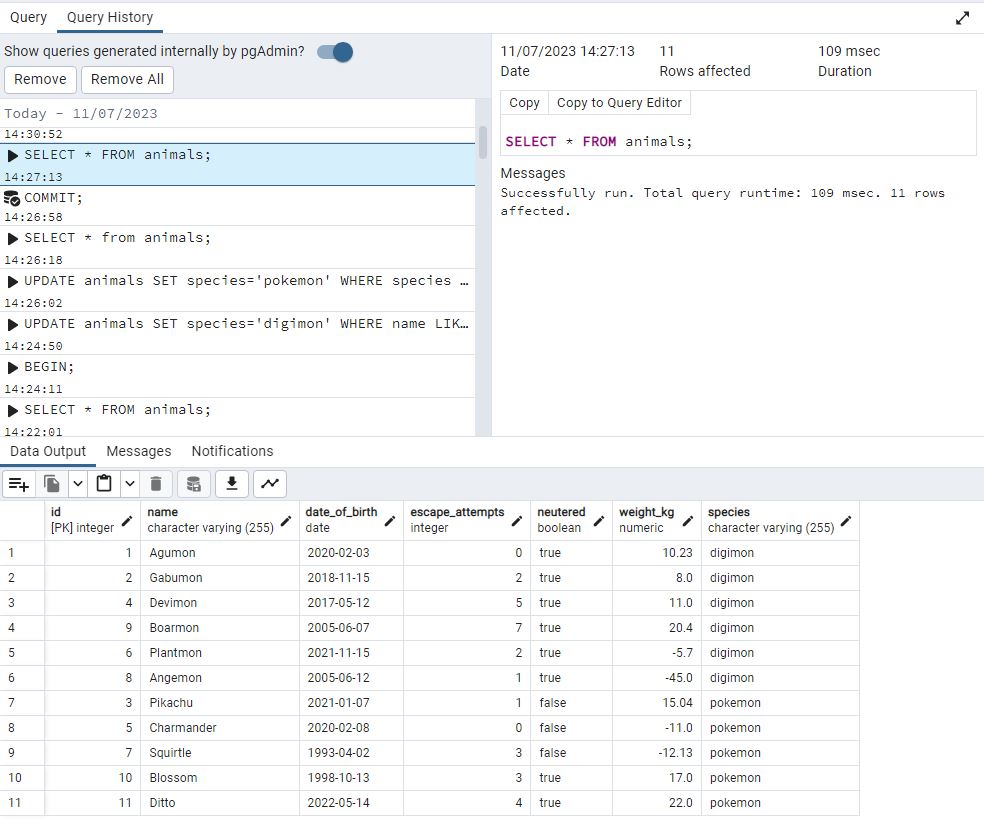 Query Query History
Show queries generated internally by pgAdmin?
Remove Remove All
Today - 11/07/2023
14:30:52
SELECT * FROM animals;
14:27:13
COMMIT;
14:26:58
SELECT * from animals;
14:26:18
UPDATE animals SET species='pokemon' WHERE species …
14:26:02
UPDATE animals SET species='digimon' WHERE name LIK…
14:24:50
BEGIN;
14:24:11
SELECT * FROM animals;
14:22:01
11/07/2023 14:27:13 11 109 msec
Date Rows affected Duration
Copy Copy to Query Editor
SELECT * FROM animals;
Messages
Successfully run. Total query runtime: 109 msec. 11 rows
affected.
Data Output Messages Notifications
id name date_of_birth escape_attempts neutered weight_kg species
[PK] integer character varying (255) date integer boolean numeric character varying (255)
1 1 Agumon 2020-02-03 0 true 10.23 digimon
2 2 Gabumon 2018-11-15 2 true 8.0 digimon
3 4 Devimon 2017-05-12 5 true 11.0 digimon
4 9 Boarmon 2005-06-07 7 true 20.4 digimon
5 6 Plantmon 2021-11-15 2 true -5.7 digimon
6 8 Angemon 2005-06-12 1 true -45.0 digimon
7 3 Pikachu 2021-01-07 1 false 15.04 pokemon
8 5 Charmander 2020-02-08 0 false -11.0 pokemon
9 7 Squirtle 1993-04-02 3 false -12.13 pokemon
10 10 Blossom 1998-10-13 3 true 17.0 pokemon
11 11 Ditto 2022-05-14 4 true 22.0 pokemon